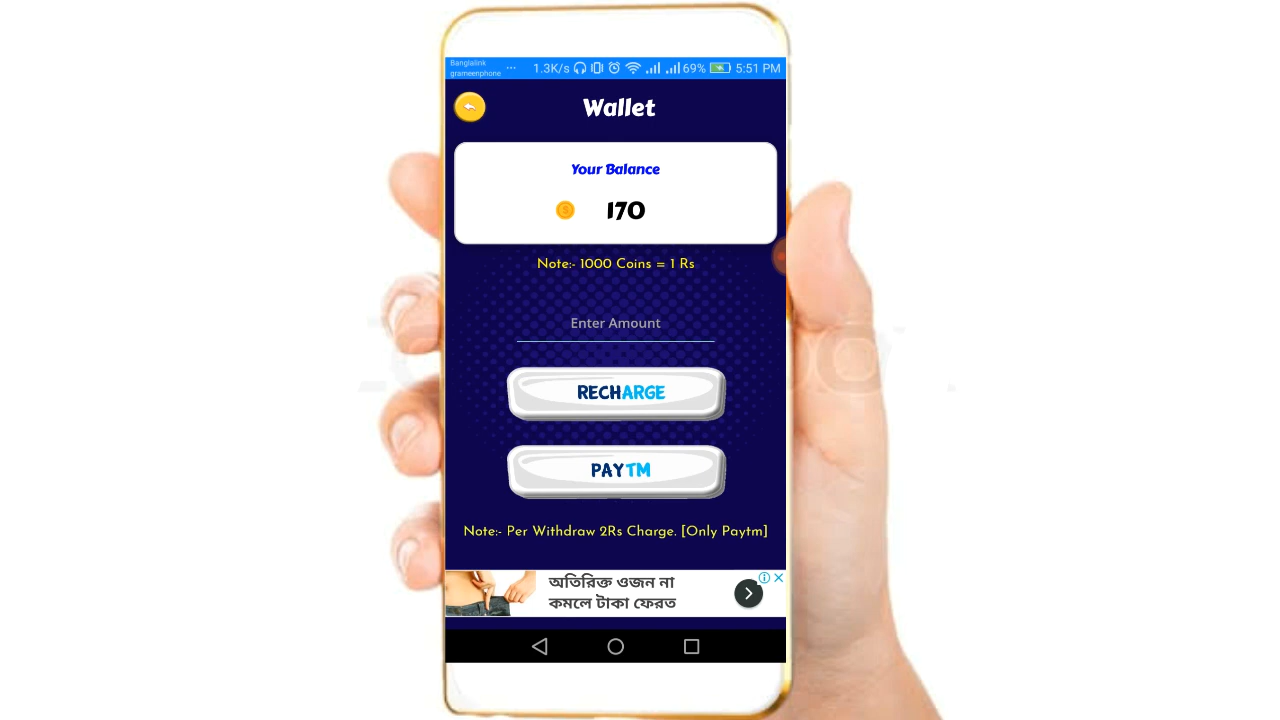 Banglalink
grameenphone ... 1.3K/s 69% 5:51 PM
Wallet
Your Balance
170
Note:- 1000 Coins = 1 Rs
Enter Amount
RECHARGE
PAYTM
Note:- Per Withdraw 2Rs Charge. [Only Paytm]
অতিরিক্ত ওজন না
কমলে টাকা ফেরত